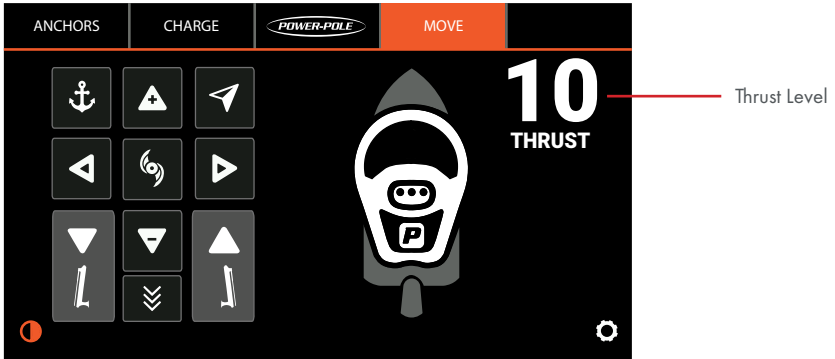 ANCHORS
CHARGE
POWER-POLE
MOVE
10
THRUST
Thrust Level
P